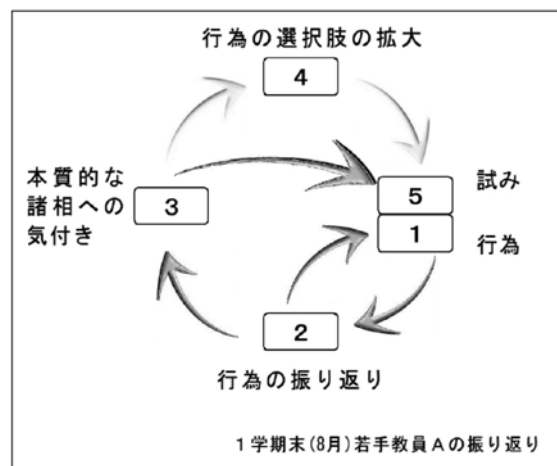 行為の選択肢の拡大
4
本質的な
諸相への
気付き
3
5
試み
1
行為
2
行為の振り返り
1学期末(8月)若手教員Aの振り返り